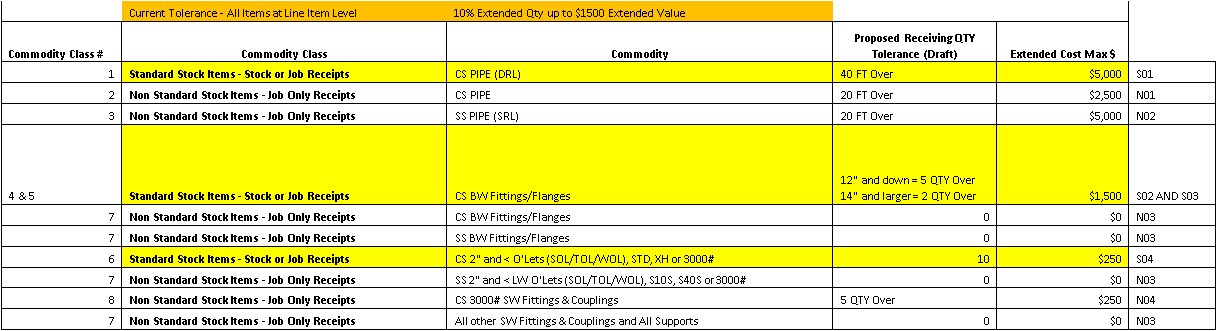 Current Tolerance - All Items at Line Item Level 10% Extended Qty up to $1500 Extended Value
Commodity Class # Commodity Class Commodity Proposed Receiving QTY Tolerance (Draft) Extended Cost Max $
1 Standard Stock Items - Stock or Job Receipts CS PIPE (DRL) 40 FT Over $5,000 S01
2 Non Standard Stock Items - Job Only Receipts CS PIPE 20 FT Over $2,500 N01
3 Non Standard Stock Items - Job Only Receipts SS PIPE (SRL) 20 FT Over $5,000 N02
12" and down = 5 QTY Over
4 & 5 Standard Stock Items - Stock or Job Receipts CS BW Fittings/Flanges 14" and larger = 2 QTY Over $1,500 S02 AND S03
7 Non Standard Stock Items - Job Only Receipts CS BW Fittings/Flanges 0 $0 N03
7 Non Standard Stock Items - Job Only Receipts SS BW Fittings/Flanges 0 $0 N03
6 Standard Stock Items - Stock or Job Receipts CS 2" and < O'Lets (SOL/TOL/WOL), STD, XH or 3000# 10 $250 S04
7 Non Standard Stock Items - Job Only Receipts SS 2" and < LW O'Lets (SOL/TOL/WOL), S10S, S40S or 3000# 0 $0 N03
8 Non Standard Stock Items - Job Only Receipts CS 3000# SW Fittings & Couplings 5 QTY Over $250 N04
7 Non Standard Stock Items - Job Only Receipts All other SW Fittings & Couplings and All Supports 0 $0 N03